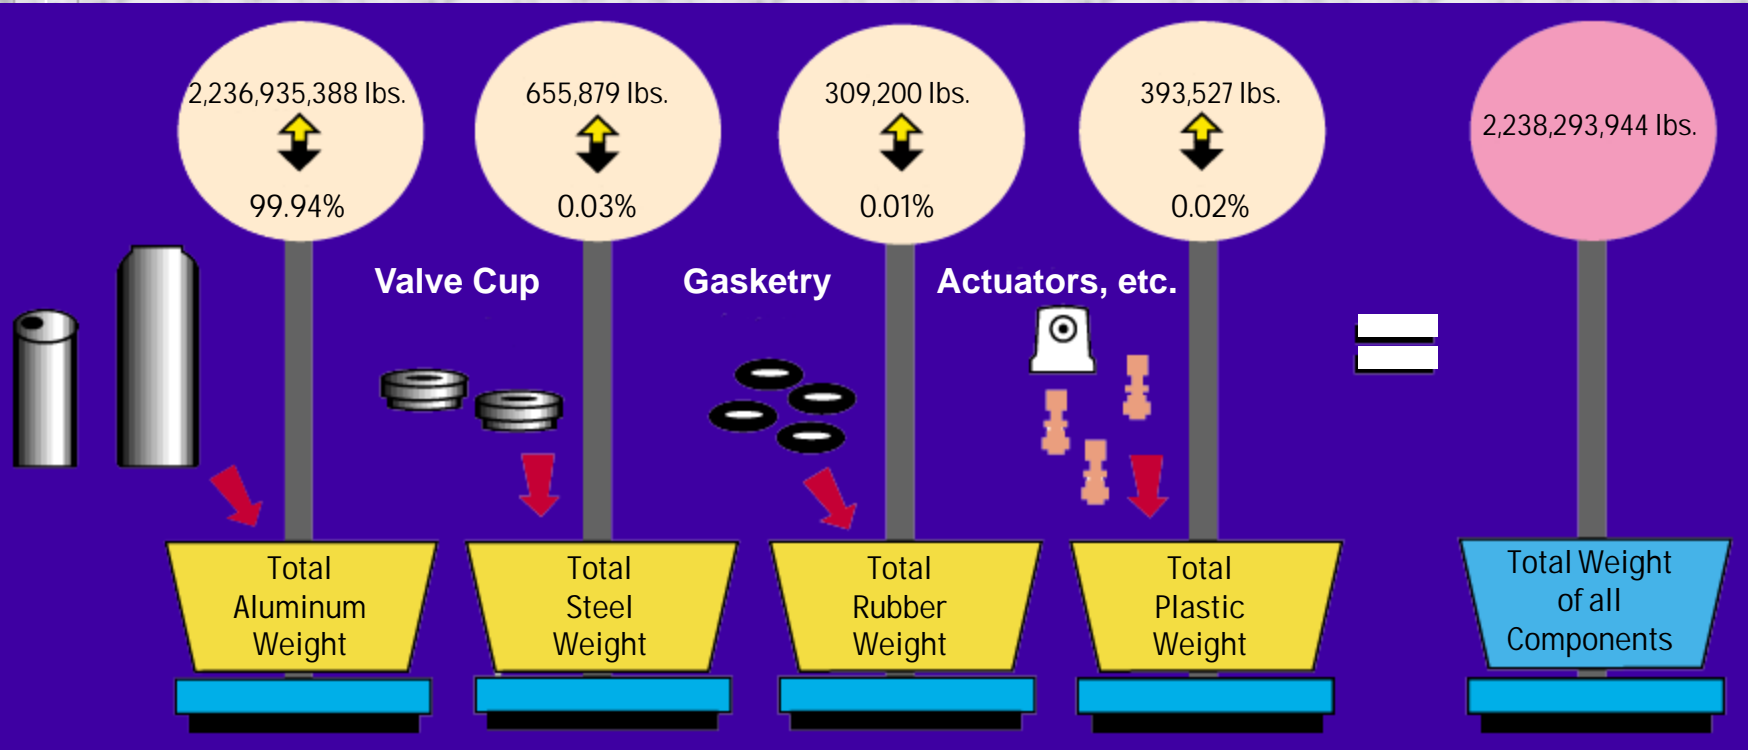 2,236,935,388 lbs.
99.94%
655,879 lbs.
0.03%
309,200 lbs.
0.01%
393,527 lbs.
0.02%
2,238,293,944 lbs.
Valve Cup
Gasketry
Actuators, etc.
Total
Aluminum
Weight
Total
Steel
Weight
Total
Rubber
Weight
Total
Plastic
Weight
Total Weight
of all
Components